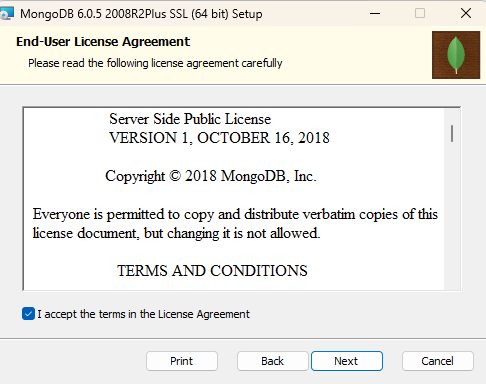 MongoDB 6.0.5 2008R2Plus SSL (64 bit) Setup
End-User License Agreement
Please read the following license agreement carefully
Server Side Public License
VERSION 1, OCTOBER 16, 2018
Copyright © 2018 MongoDB, Inc.
Everyone is permitted to copy and distribute verbatim copies of this
license document, but changing it is not allowed.
TERMS AND CONDITIONS
I accept the terms in the License Agreement
Print Back Next Cancel